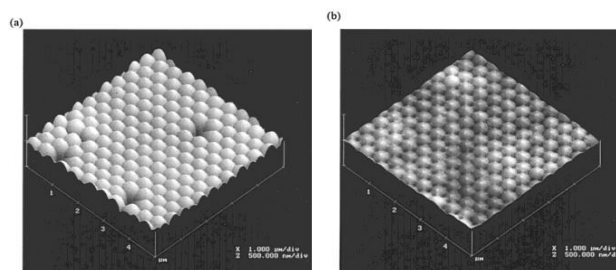 (a)
1
2
3
4
μm
X 1.000 μm/div
Z 500.000 nm/div
(b)
1
2
3
4
μm
X 1.000 μm/div
Z 500.000 nm/div